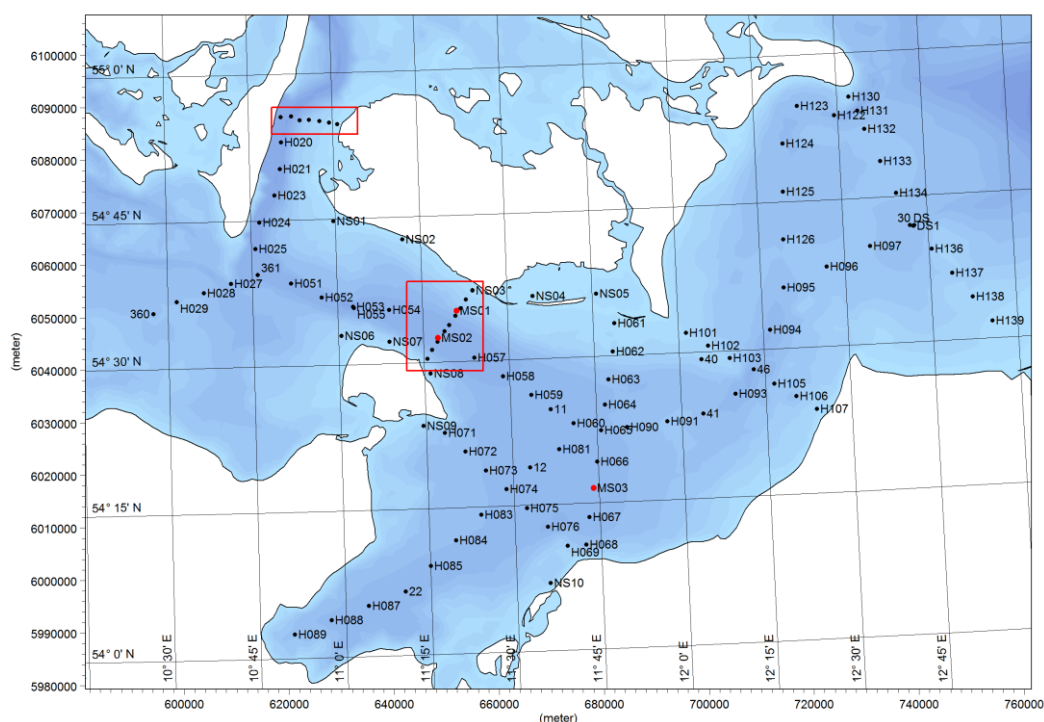 6100000
55° 0' N
6090000
6080000
6070000
54° 45' N
6060000
6050000
6040000
54° 30' N
6030000
6020000
54° 15' N
6010000
6000000
5990000
54° 0' N
5980000
(meter)
H130
H123
H131
H122
H132
H020
H124
H133
H021
H023
H125
H134
NS01
H024
30 DS
DS1
NS02
H126
H025
H097
H136
361
H096
H027
H051
H137
H028
NS03
NS04
NS05
H095
H052
H138
H029
H053
H054
H055
MS01
360
H061
H139
NS06
H101
H094
NS07
MS02
H102
H062
H057
40
H103
46
NS08
H058
H063
H105
H059
H093
H106
H064
11
H107
41
NS09
H060
H091
H071
H065
H090
H072
H081
H066
H073
12
H074
MS03
H083
H075
H067
H076
H084
H068
H069
H085
NS10
22
H087
H088
H089
10° 30' E
10° 45' E
11° 0' E
11° 15' E
11° 30' E
11° 45' E
12° 0' E
12° 15' E
12° 30' E
12° 45' E
600000
620000
640000
660000
680000
700000
720000
740000
760000
(meter)